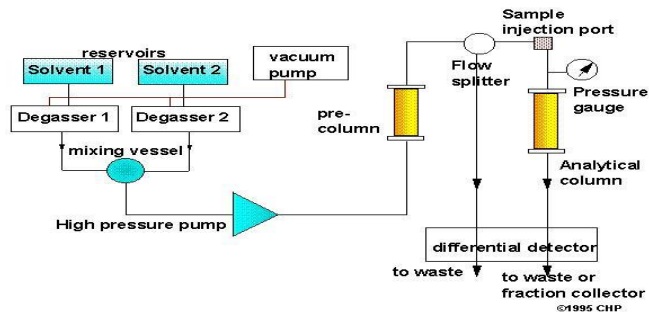 reservoirs
Solvent 1
Solvent 2
vacuum
pump
Degasser 1
Degasser 2
mixing vessel
High pressure pump
pre-
column
Flow
splitter
Sample
injection port
Pressure
gauge
Analytical
column
differential detector
to waste
to waste or
fraction collector
©1995 CHP